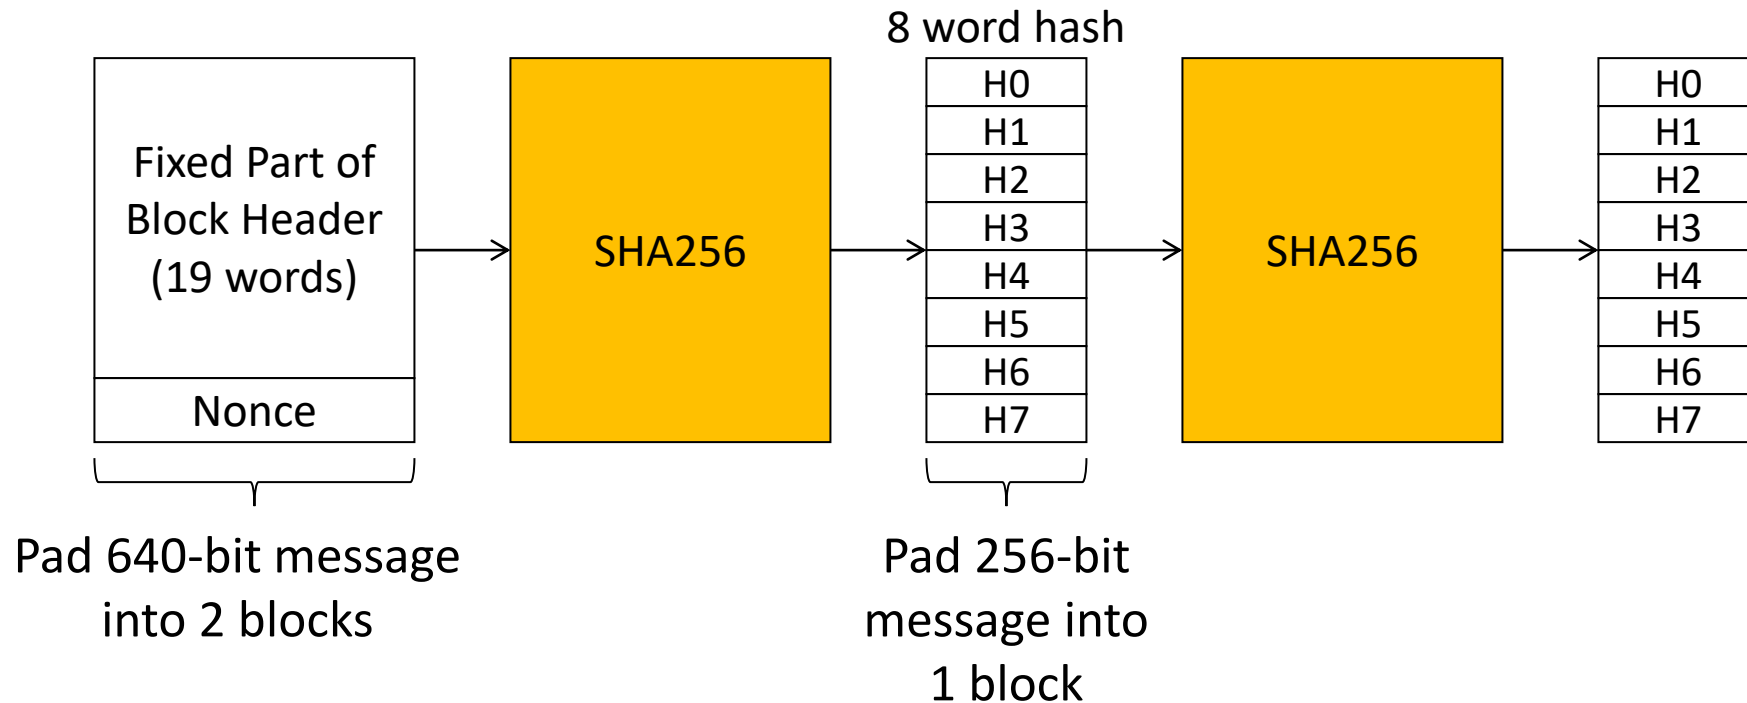 8 word hash
Fixed Part of
Block Header
(19 words)
Nonce
SHA256
H0
H1
H2
H3
H4
H5
H6
H7
SHA256
H0
H1
H2
H3
H4
H5
H6
H7
Pad 640-bit message
into 2 blocks
Pad 256-bit
message into
1 block